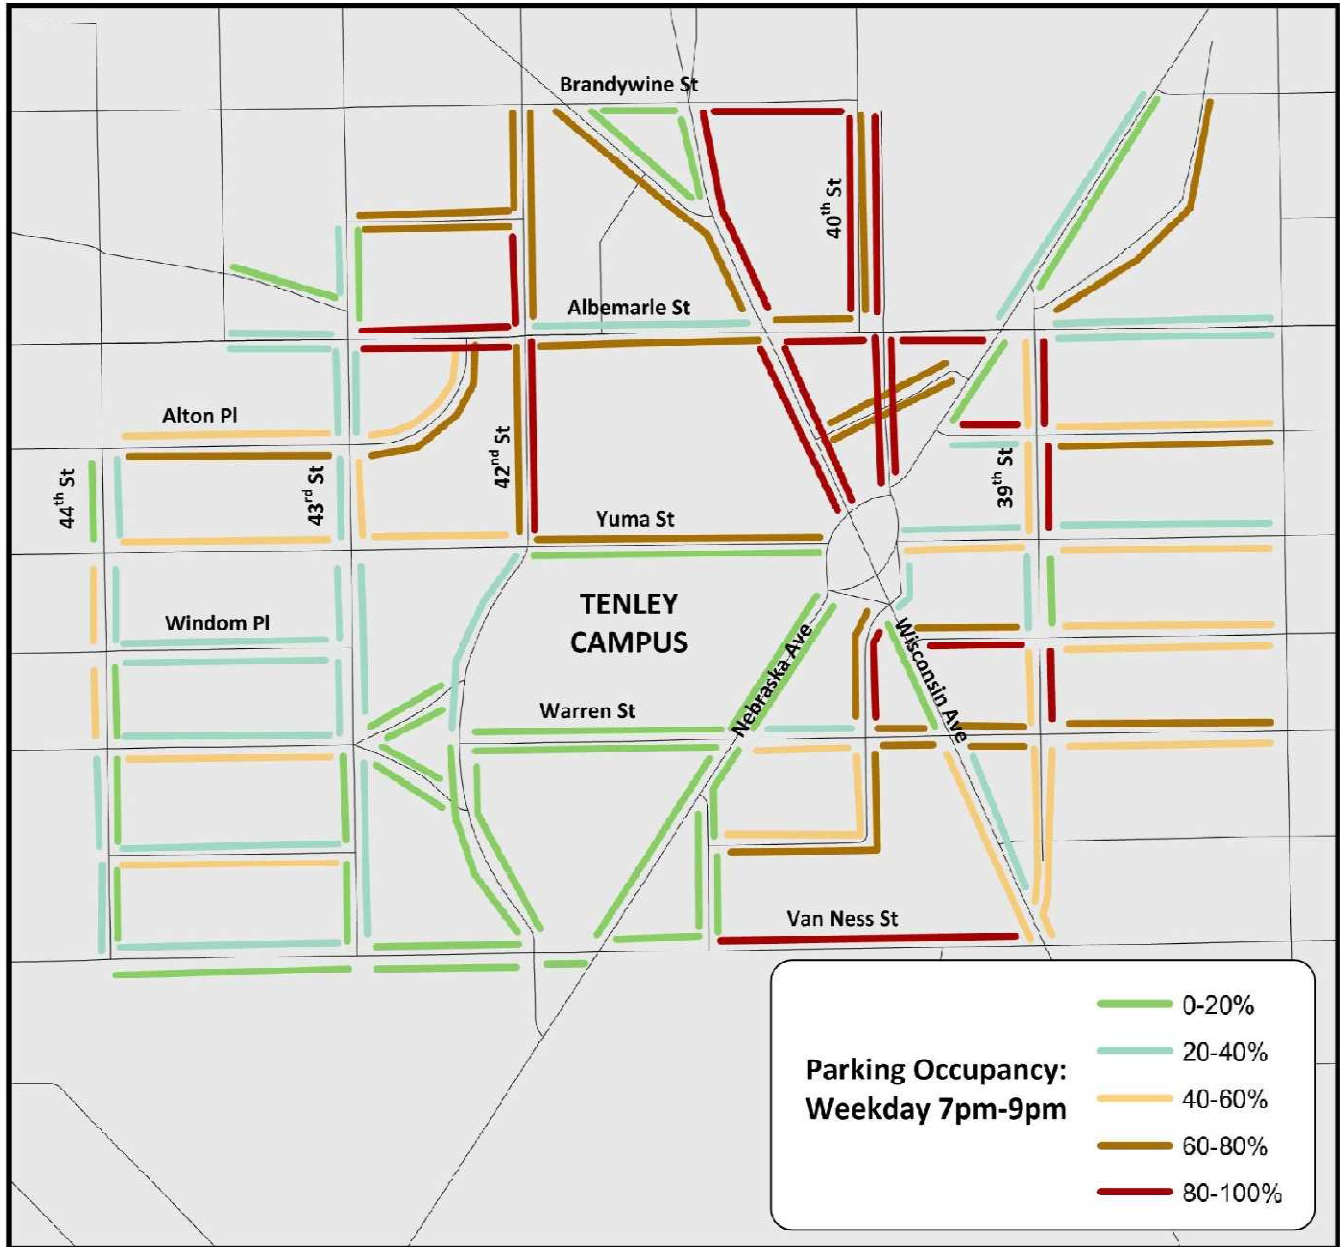 Brandywine St
40th St
Albemarle St
Alton Pl
44th St
43rd St
42nd St
39th St
Yuma St
TENLEY
CAMPUS
Windom Pl
Nebraska Ave
Wisconsin Ave
Warren St
Van Ness St
Parking Occupancy:
Weekday 7pm-9pm
0-20%
20-40%
40-60%
60-80%
80-100%